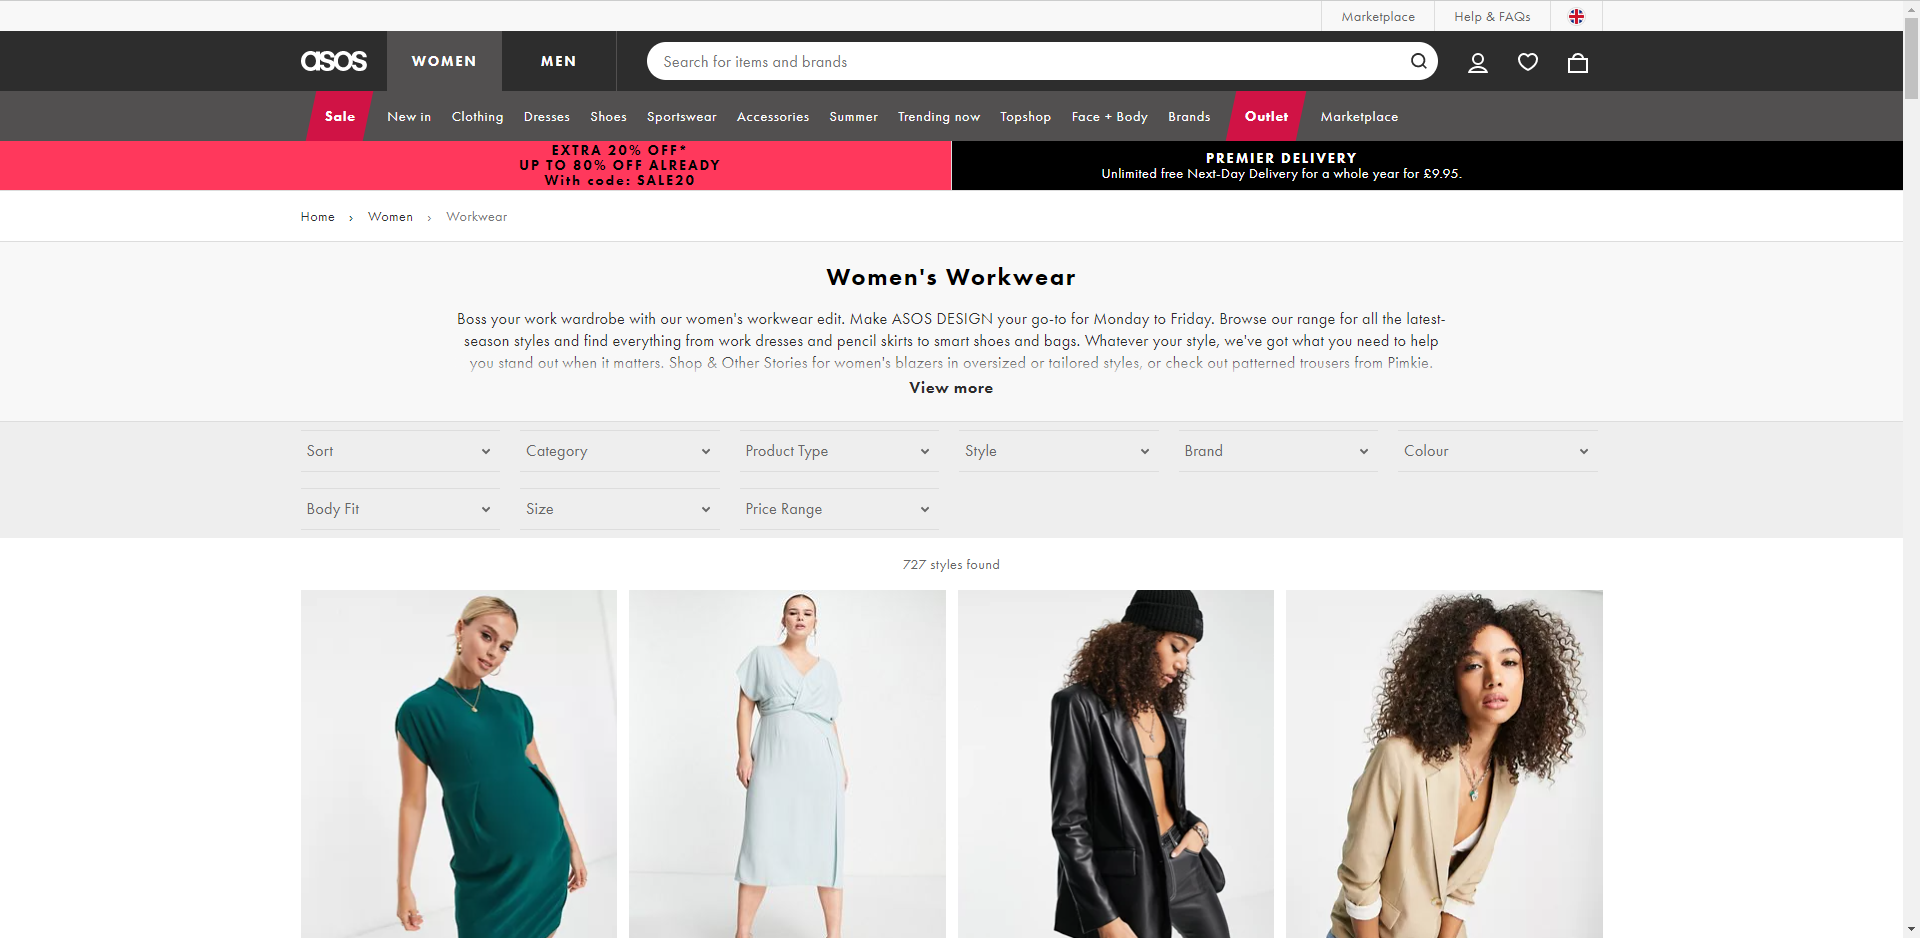 Marketplace
Help & FAQs
asos
WOMEN
MEN
Search for items and brands
Sale
New in
Clothing
Dresses
Shoes
Sportswear
Accessories
Summer
Trending now
Topshop
Face + Body
Brands
Outlet
Marketplace
EXTRA 20% OFF*
UP TO 80% OFF ALREADY
With code: SALE20
PREMIER DELIVERY
Unlimited free Next-Day Delivery for a whole year for £9.95.
Home › Women › Workwear
Women's Workwear
Boss your work wardrobe with our women's workwear edit. Make ASOS DESIGN your go-to for Monday to Friday. Browse our range for all the latest-
season styles and find everything from work dresses and pencil skirts to smart shoes and bags. Whatever your style, we've got what you need to help
you stand out when it matters. Shop & Other Stories for women's blazers in oversized or tailored styles, or check out patterned trousers from Pimkie.
View more
Sort
Category
Product Type
Style
Brand
Colour
Body Fit
Size
Price Range
727 styles found